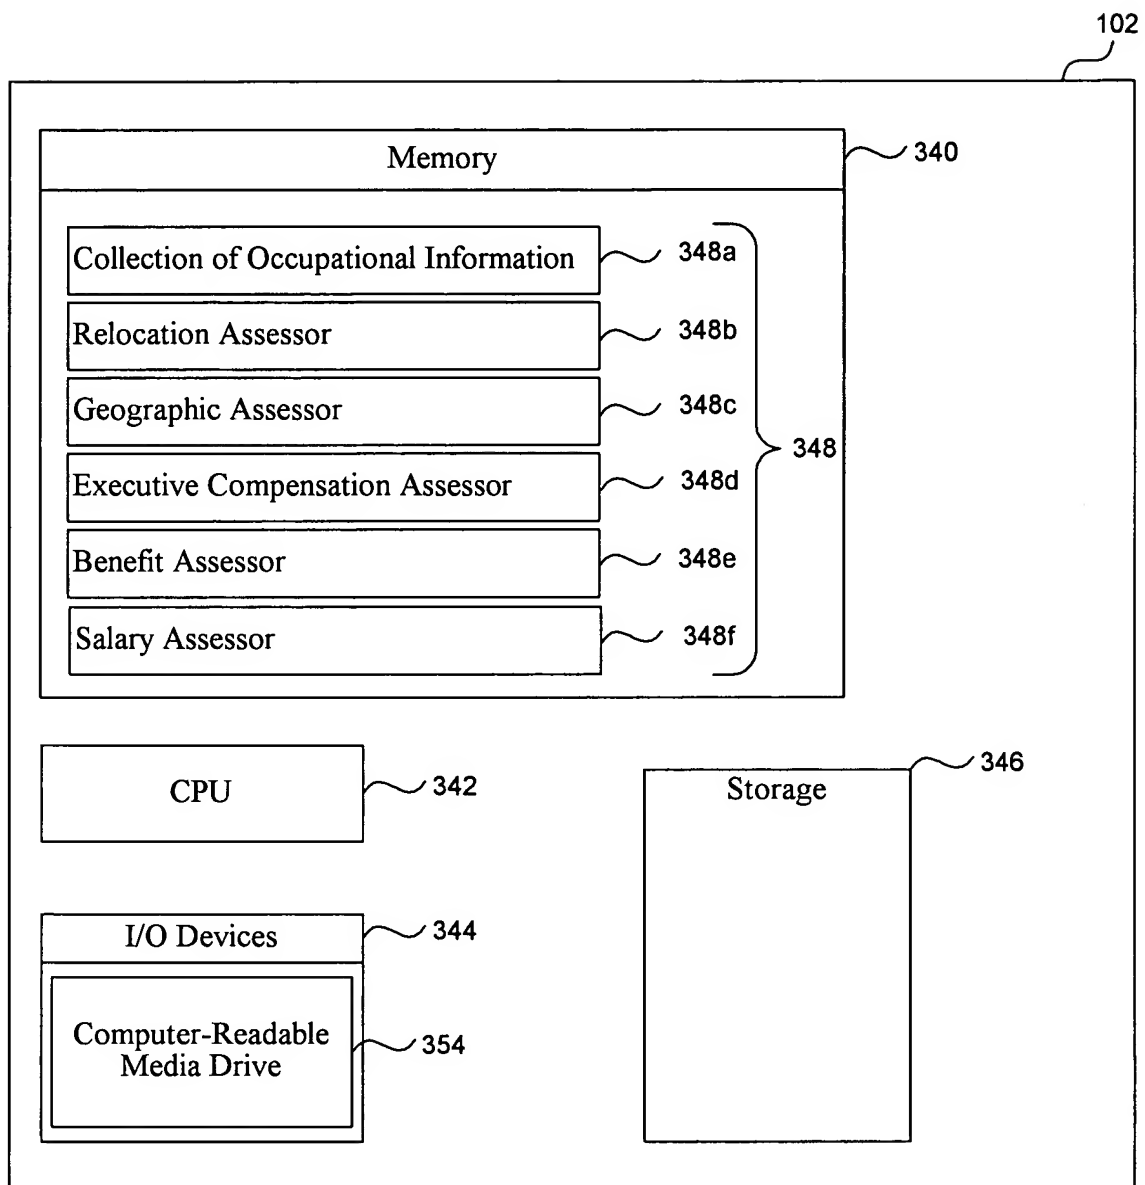 102
Memory
340
Collection of Occupational Information
348a
Relocation Assessor
348b
Geographic Assessor
348c
348
Executive Compensation Assessor
348d
Benefit Assessor
348e
Salary Assessor
348f
CPU
342
Storage
346
I/O Devices
344
Computer-Readable
Media Drive
354